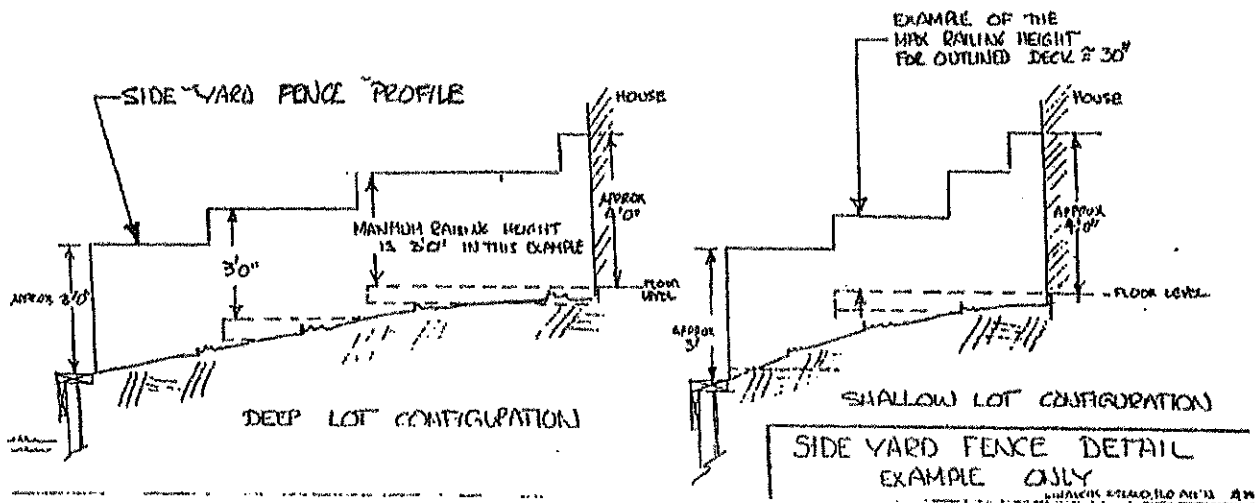 SIDE YARD FENCE PROFILE
HOUSE
APPROX
4'0"
MAXIMUM RAILING HEIGHT
IS 3'0" IN THIS EXAMPLE
3'0"
APPROX 3'0"
FLOOR
LEVEL
DEEP LOT CONFIGURATION
EXAMPLE OF THE
MAX RAILING HEIGHT
FOR OUTLINED DECK ≅ 30"
HOUSE
APPROX
4'0"
FLOOR LEVEL
APPROX
3'
SHALLOW LOT CONFIGURATION
SIDE YARD FENCE DETAIL
EXAMPLE ONLY